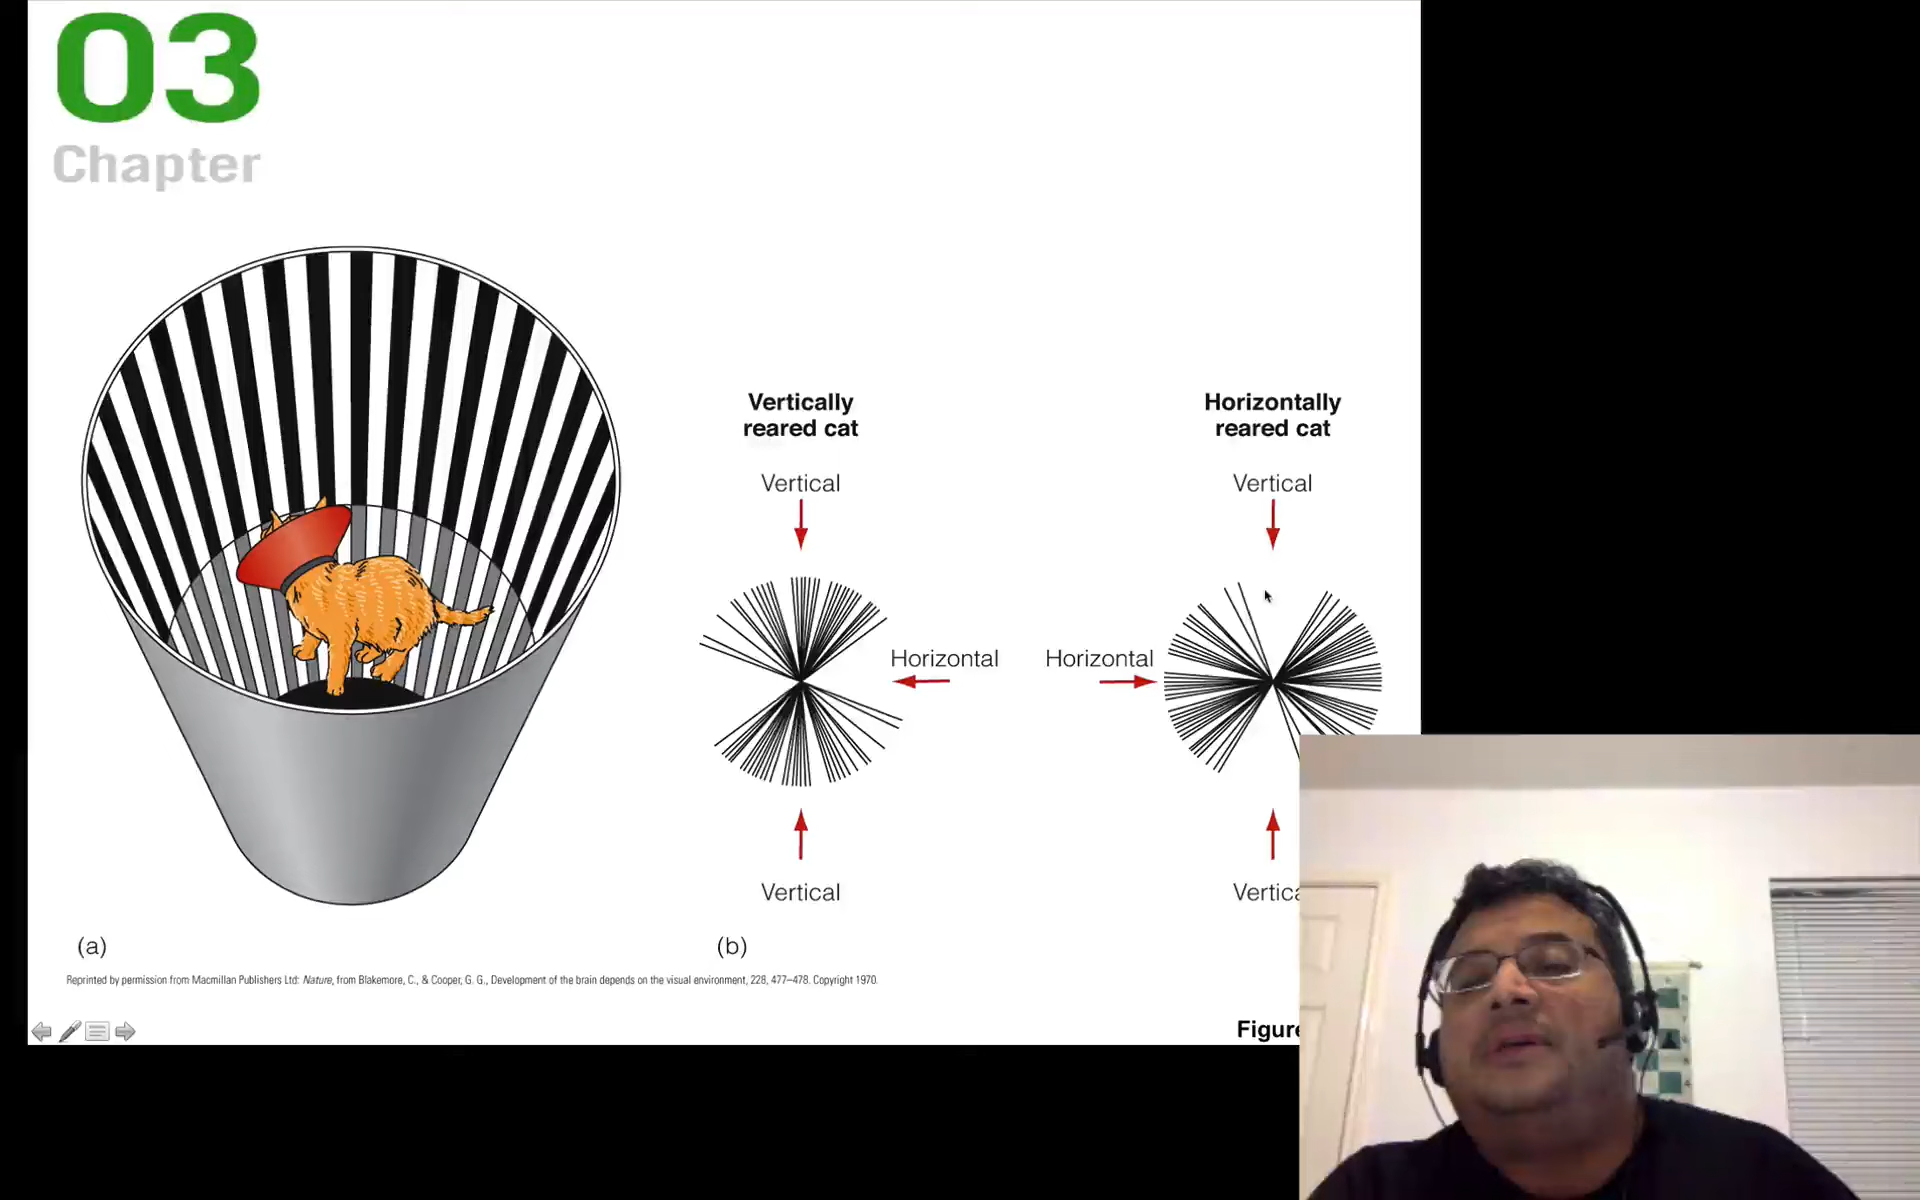 03
Chapter
Vertically
reared cat
Vertical
Horizontal
Vertical
(a)
(b)
Horizontally
reared cat
Vertical
Horizontal
Vertica
Reprinted by permission from Macmillan Publishers Ltd: Nature, from Blakemore, C., & Cooper, G. G., Development of the brain depends on the visual environment, 228, 477–478. Copyright 1970.
Figure